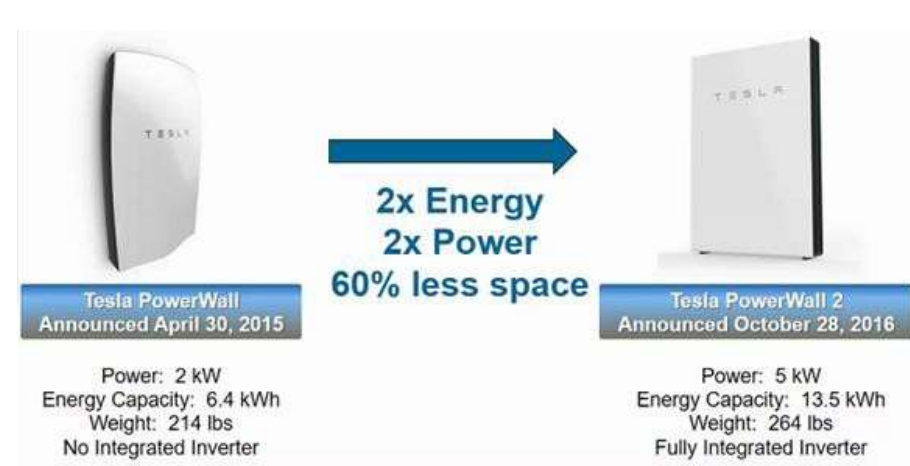 TESLA
TESLA
2x Energy
2x Power
60% less space
Tesla PowerWall
Announced April 30, 2015
Tesla PowerWall 2
Announced October 28, 2016
Power: 2 kW
Energy Capacity: 6.4 kWh
Weight: 214 lbs
No Integrated Inverter
Power: 5 kW
Energy Capacity: 13.5 kWh
Weight: 264 lbs
Fully Integrated Inverter